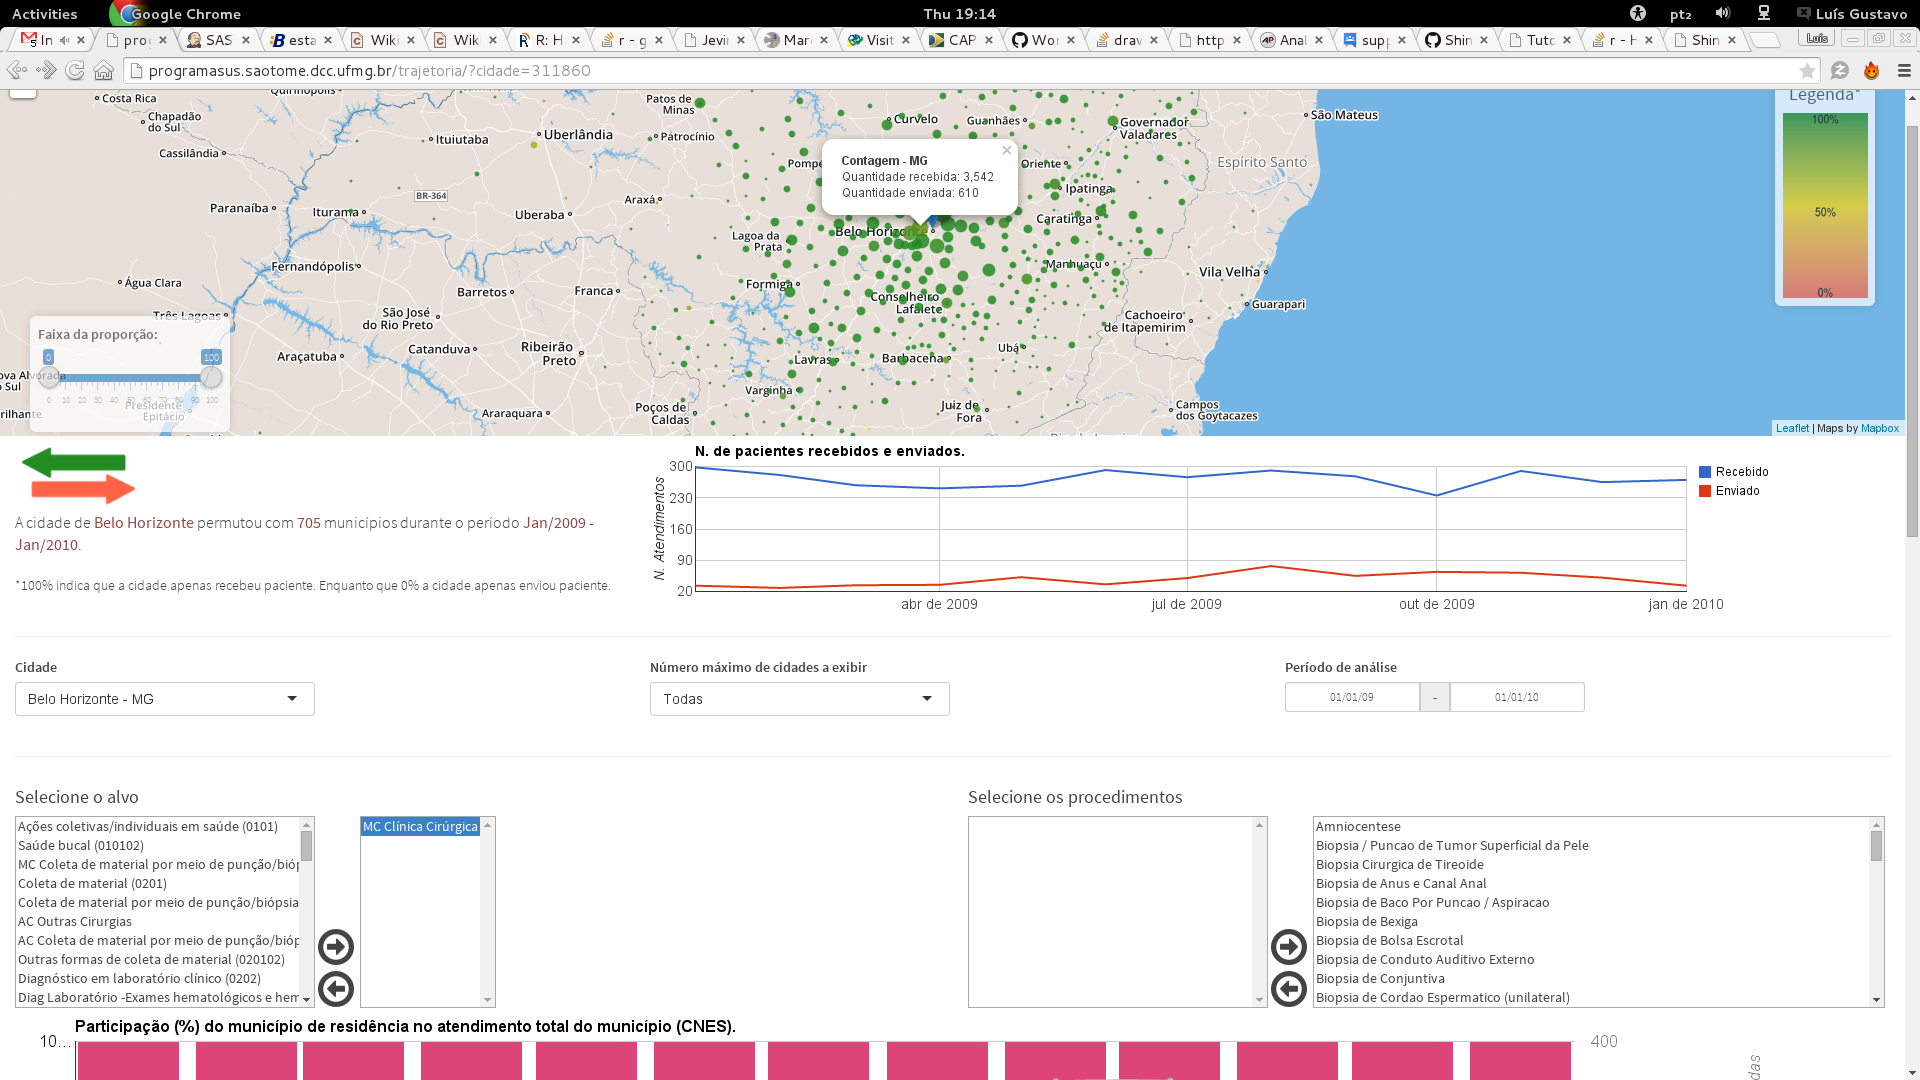 Activities
Google Chrome
Thu 19:14
pt₂
Luís Gustavo
In
pro
SAS
esta
Wiki
Wik
R: H
r - g
Jevin
Mar
Visit
CAP
Wor
drav
http
Anal
supp
Shin
Tuto
r - H
Shin
Luís
programasus.saotome.dcc.ufmg.br/trajetoria/?cidade=311860
Costa Rica
Quirinópolis
Patos de
Minas
Curvelo
Guanhães
Governador
Valadares
São Mateus
Chapadão
do Sul
Ituiutaba
Uberlândia
Patrocínio
Cassilândia
Espírito Santo
Contagem - MG
Quantidade recebida: 3,542
Quantidade enviada: 610
×
Oriente
Ipatinga
BR-364
Araxá
Paranaíba
Iturama
Uberaba
Caratinga
Lagoa da
Prata
Belo Horizonte
Fernandópolis
Manhuaçu
Vila Velha
Água Clara
Barretos
Franca
Formiga
Conselheiro
Lafaiete
Guarapari
Três Lagoas
São José
do Rio Preto
Cachoeiro
de Itapemirim
Catanduva
Ribeirão
Preto
Ubá
Araçatuba
Lavras
Barbacena
Varginha
Presidente
Epitácio
Araraquara
Poços de
Caldas
Juiz de
Fora
Campos
dos Goytacazes
Legenda*
100%
50%
0%
Faixa da proporção:
0
100
0 10 20 30 40 50 60 70 80 90 100
Leaflet | Maps by Mapbox
A cidade de Belo Horizonte permutou com 705 municípios durante o período Jan/2009 -
Jan/2010.
*100% indica que a cidade apenas recebeu paciente. Enquanto que 0% a cidade apenas enviou paciente.
N. de pacientes recebidos e enviados.
N. Atendimentos
300
230
160
90
20
abr de 2009
jul de 2009
out de 2009
jan de 2010
Recebido
Enviado
Cidade
Belo Horizonte - MG
Número máximo de cidades a exibir
Todas
Período de análise
01/01/09
-
01/01/10
Selecione o alvo
Ações coletivas/individuais em saúde (0101)
Saúde bucal (010102)
MC Coleta de material por meio de punção/bióp
Coleta de material (0201)
Coleta de material por meio de punção/biópsia
AC Outras Cirurgias
AC Coleta de material por meio de punção/bióp
Outras formas de coleta de material (020102)
Diagnóstico em laboratório clínico (0202)
Diag Laboratório -Exames hematológicos e hem
MC Clínica Cirúrgica
Selecione os procedimentos
Amniocentese
Biopsia / Puncao de Tumor Superficial da Pele
Biopsia Cirurgica de Tireoide
Biopsia de Anus e Canal Anal
Biopsia de Baco Por Puncao / Aspiracao
Biopsia de Bexiga
Biopsia de Bolsa Escrotal
Biopsia de Conduto Auditivo Externo
Biopsia de Conjuntiva
Biopsia de Cordao Espermatico (unilateral)
Participação (%) do município de residência no atendimento total do município (CNES).
10...
400
das